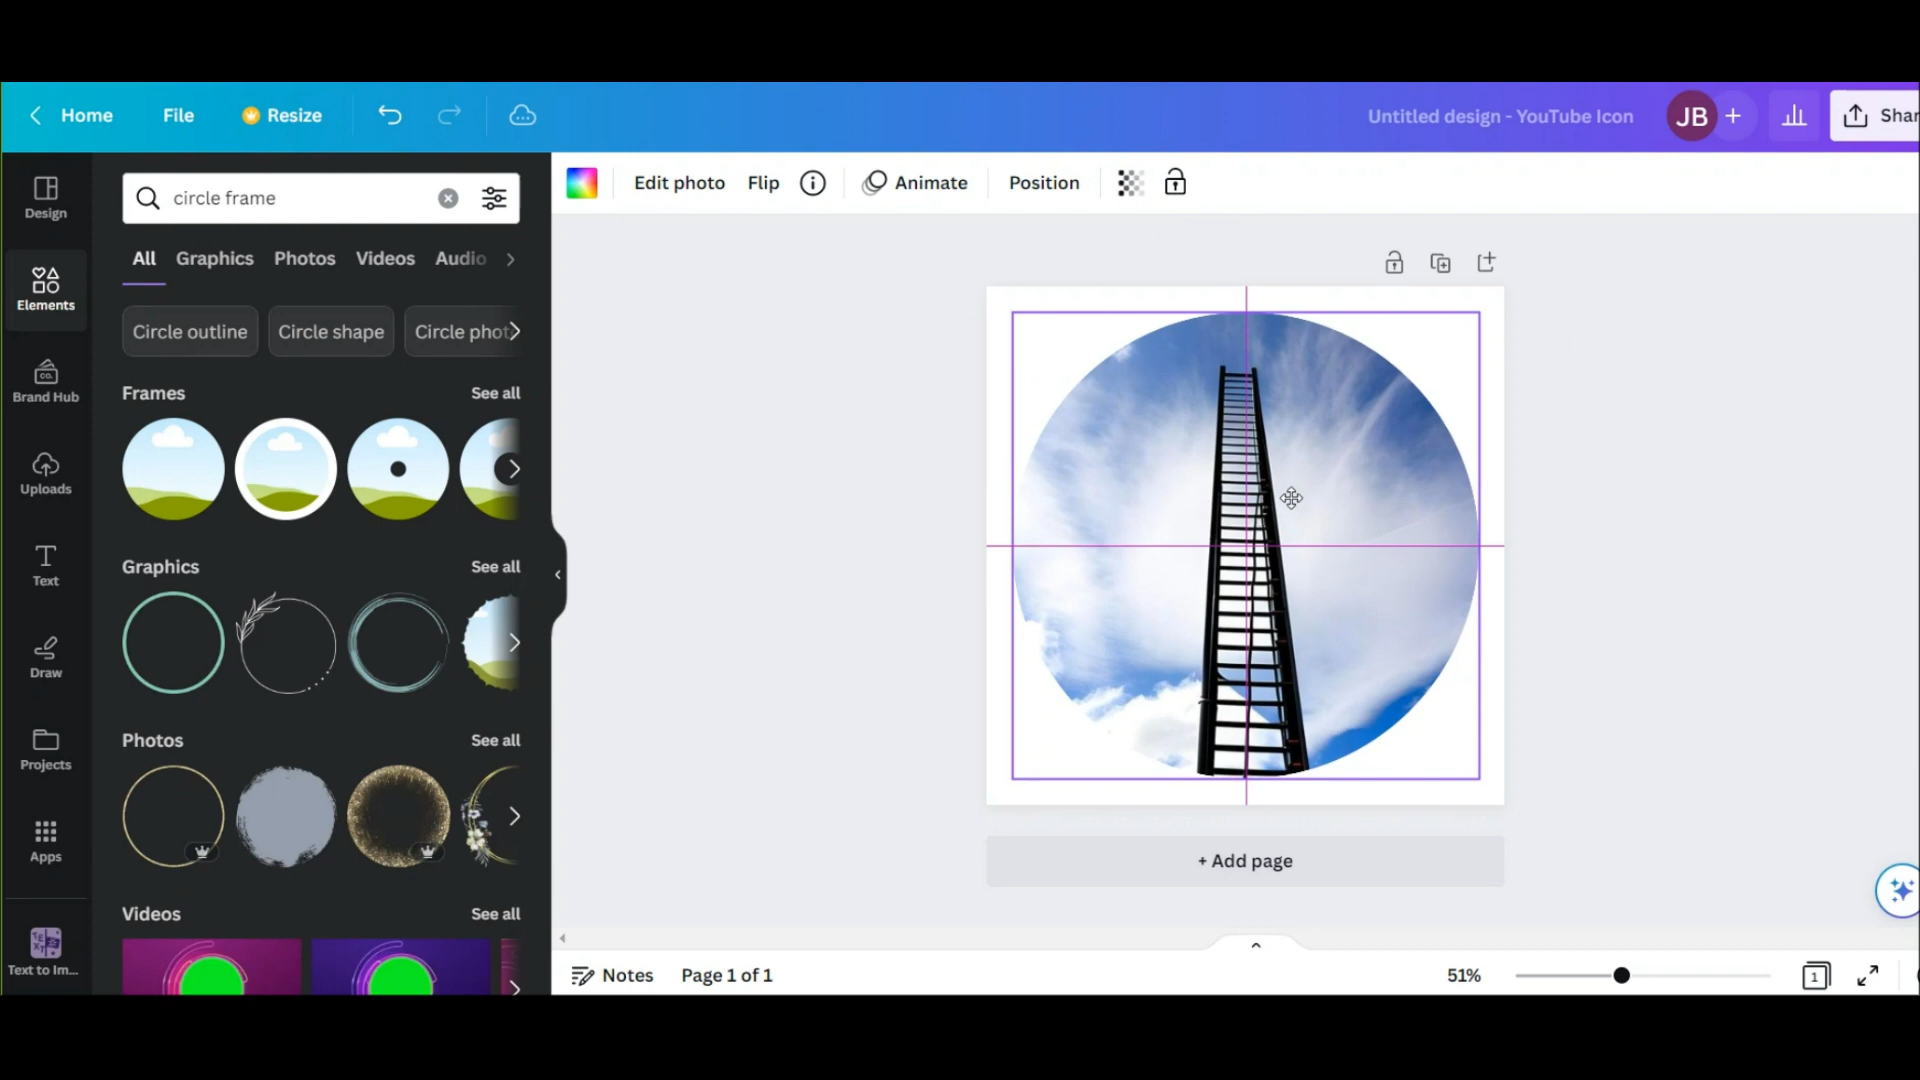 Home File Resize Untitled design - YouTube Icon JB + Shar
Design
Elements
Brand Hub
CO.
Uploads
Text
Draw
Projects
Apps
Text to Im...
circle frame
All Graphics Photos Videos Audio
Circle outline Circle shape Circle phot
Frames See all
Graphics See all
Photos See all
Videos See all
Edit photo Flip Animate Position
+ Add page
Notes Page 1 of 1 51% 1